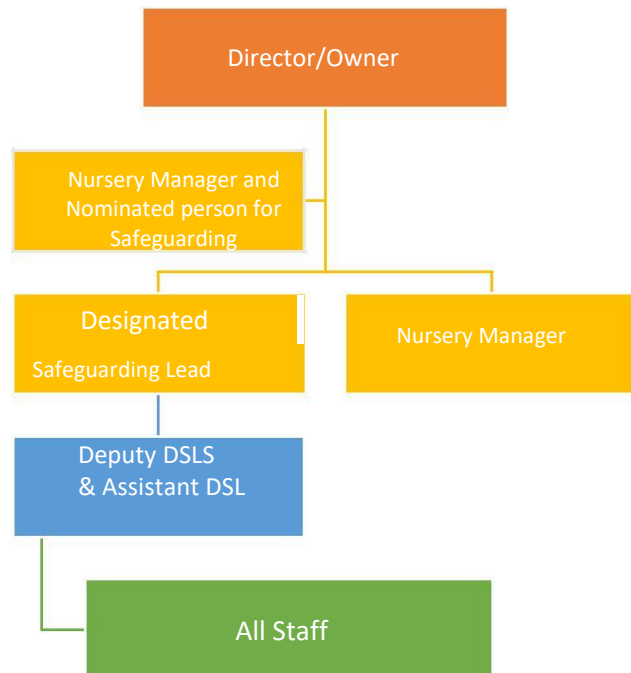 Director/Owner
Nursery Manager and
Nominated person for
Safeguarding
Designated
Safeguarding Lead
Nursery Manager
Deputy DSLS
& Assistant DSL
All Staff